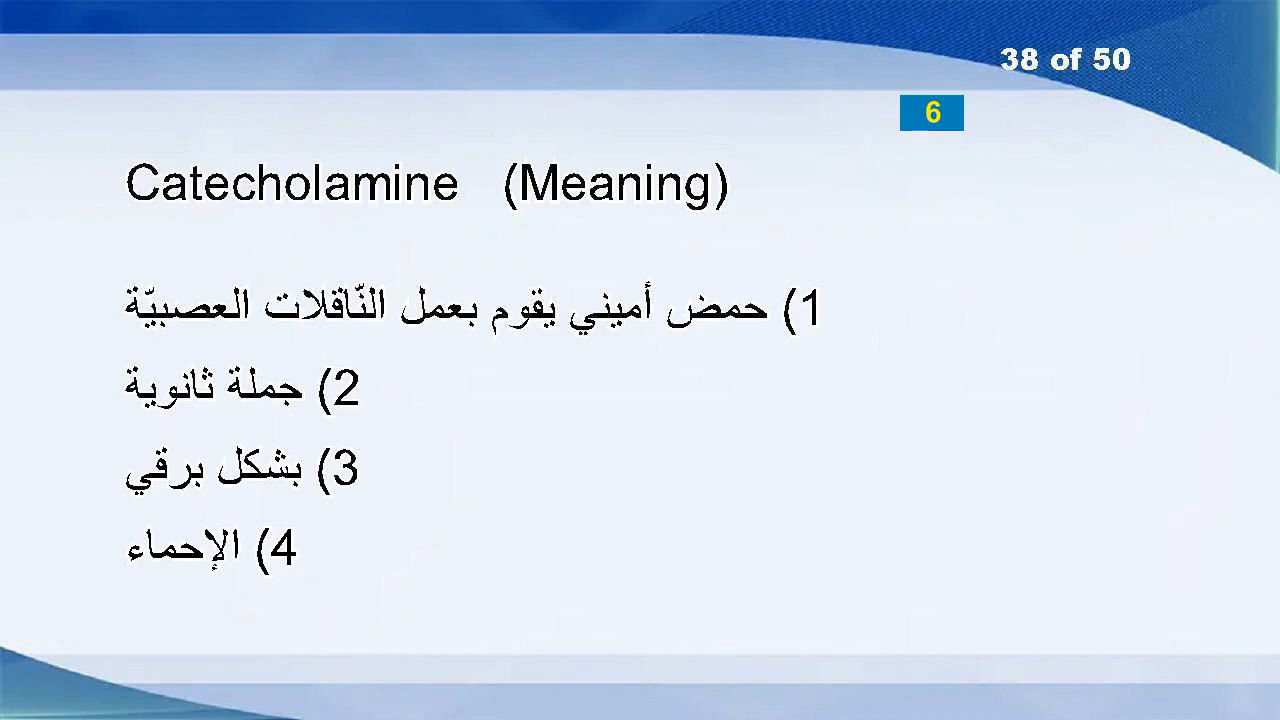 38 of 50
6
Catecholamine (Meaning)
1) حمض أميني يقوم بعمل النّاقلات العصبيّة
2) جملة ثانوية
3) بشكل برقي
4) الإحماء